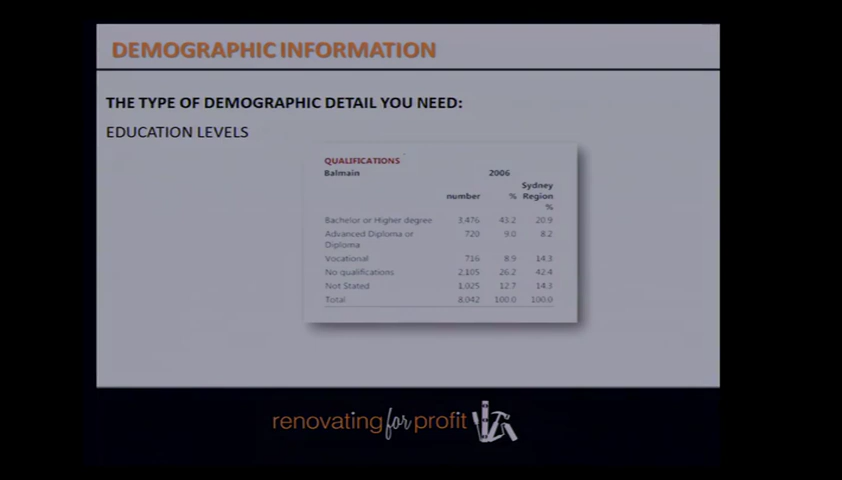 DEMOGRAPHIC INFORMATION
THE TYPE OF DEMOGRAPHIC DETAIL YOU NEED:
EDUCATION LEVELS
QUALIFICATIONS
Balmain 2006
Sydney
number % Region
%
Bachelor or Higher degree 3,476 43.2 20.9
Advanced Diploma or 720 9.0 8.2
Diploma
Vocational 716 8.9 14.3
No qualifications 2,105 26.2 42.4
Not Stated 1,025 12.7 14.3
Total 8,042 100.0 100.0
renovating for profit